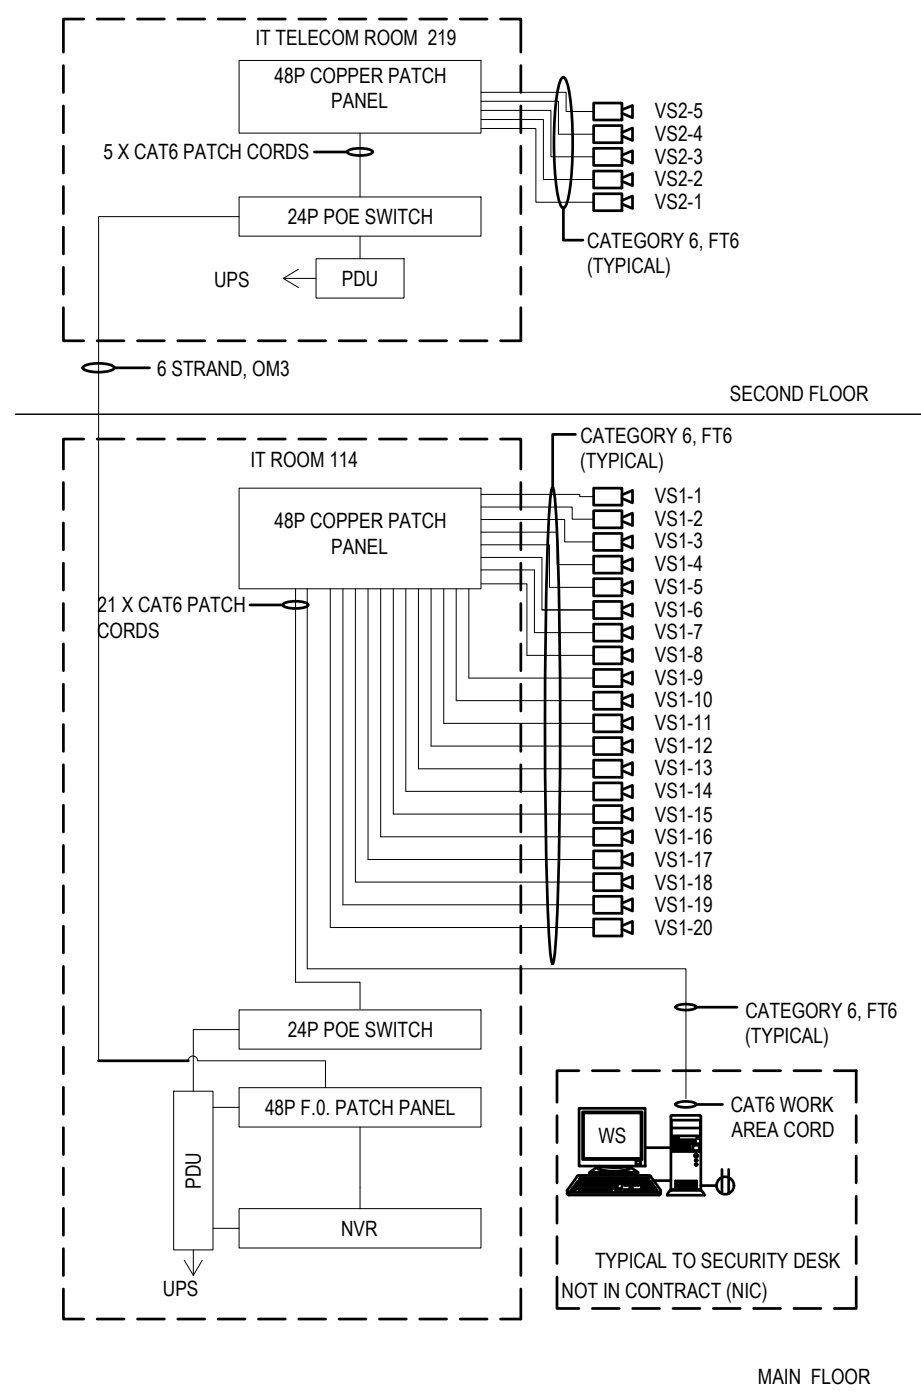 IT TELECOM ROOM 219
48P COPPER PATCH
PANEL
5 X CAT6 PATCH CORDS
24P POE SWITCH
UPS
PDU
VS2-5
VS2-4
VS2-3
VS2-2
VS2-1
CATEGORY 6, FT6
(TYPICAL)
6 STRAND, OM3
SECOND FLOOR
IT ROOM 114
CATEGORY 6, FT6
(TYPICAL)
48P COPPER PATCH
PANEL
21 X CAT6 PATCH
CORDS
VS1-1
VS1-2
VS1-3
VS1-4
VS1-5
VS1-6
VS1-7
VS1-8
VS1-9
VS1-10
VS1-11
VS1-12
VS1-13
VS1-14
VS1-15
VS1-16
VS1-17
VS1-18
VS1-19
VS1-20
24P POE SWITCH
48P F.0. PATCH PANEL
PDU
NVR
UPS
CATEGORY 6, FT6
(TYPICAL)
CAT6 WORK
AREA CORD
WS
TYPICAL TO SECURITY DESK
NOT IN CONTRACT (NIC)
MAIN FLOOR